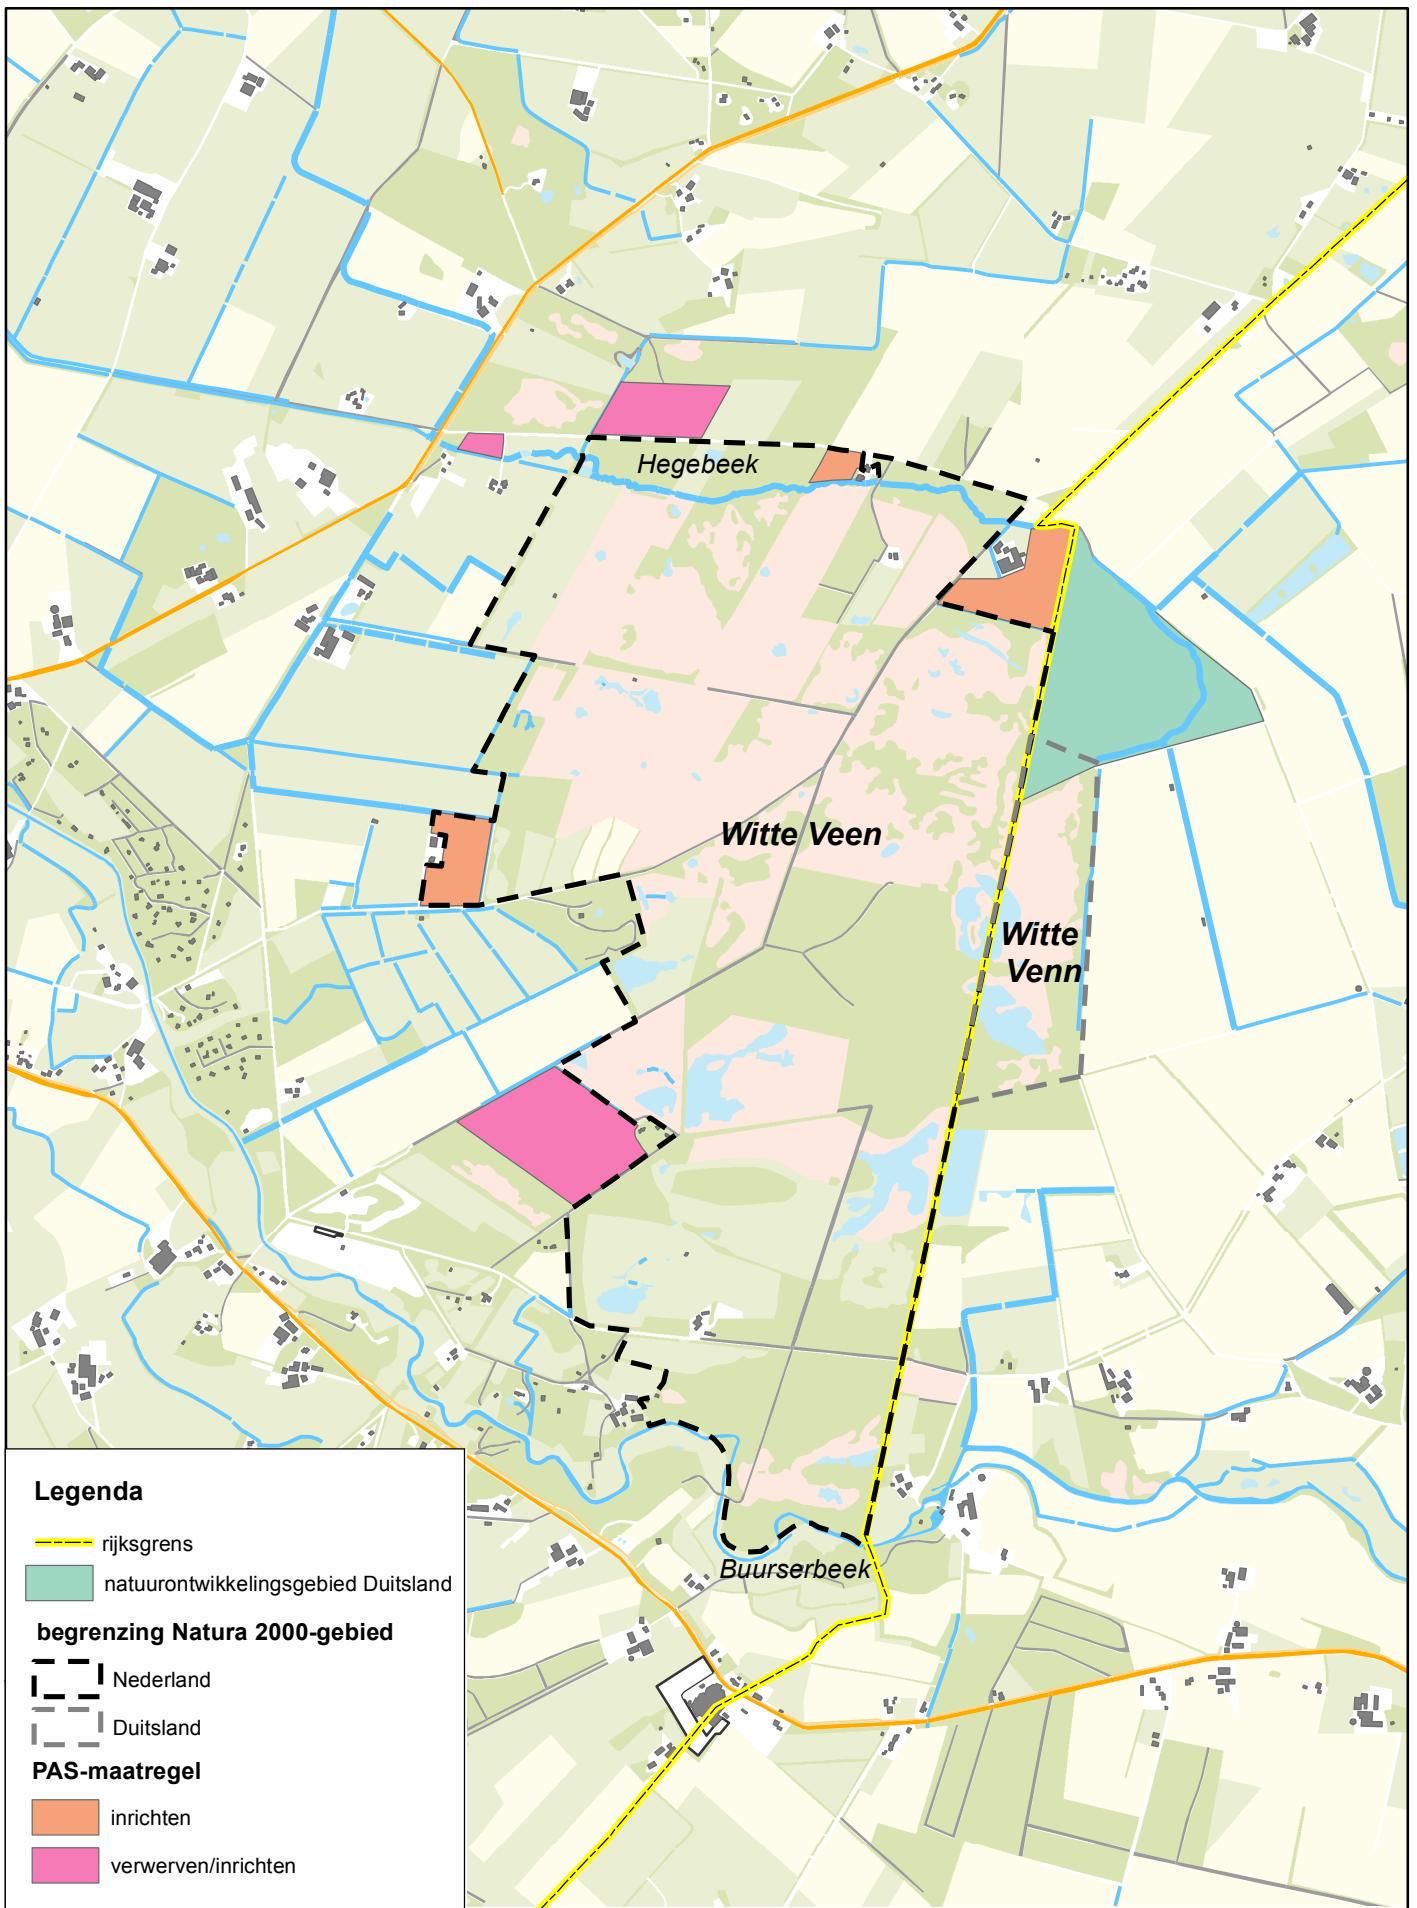 Hegebeek
Witte Veen
Witte
Venn
Buurserbeek
Legenda
rijksgrens
natuurontwikkelingsgebied Duitsland
begrenzing Natura 2000-gebied
Nederland
Duitsland
PAS-maatregel
inrichten
verwerven/inrichten